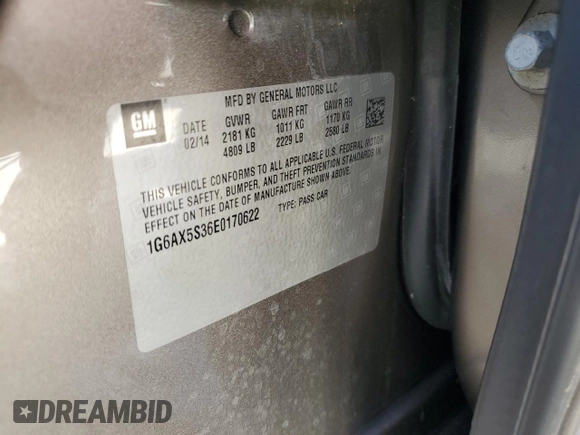 GM
MFD BY GENERAL MOTORS LLC
DATE GVWR GAWR FRT GAWR RR
02/14 2181 KG 1011 KG 1170 KG
4809 LB 2229 LB 2580 LB
THIS VEHICLE CONFORMS TO ALL APPLICABLE U.S. FEDERAL MOTOR
VEHICLE SAFETY, BUMPER, AND THEFT PREVENTION STANDARDS IN
EFFECT ON THE DATE OF MANUFACTURE SHOWN ABOVE.
1G6AX5S36E0170622 TYPE: PASS CAR
DREAMBID